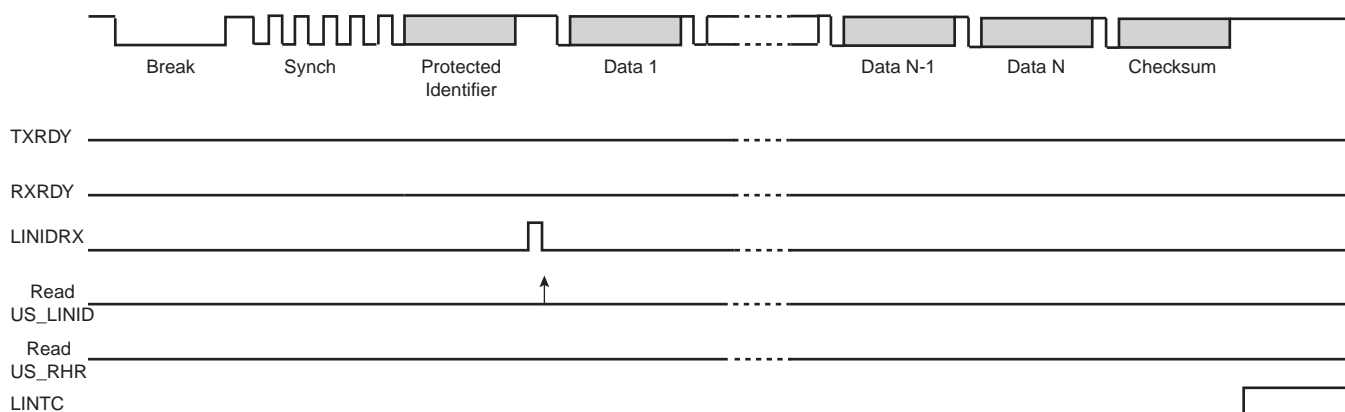 Break
Synch
Protected
Identifier
Data 1
Data N-1
Data N
Checksum
TXRDY
RXRDY
LINIDRX
Read
US_LINID
Read
US_RHR
LINTC